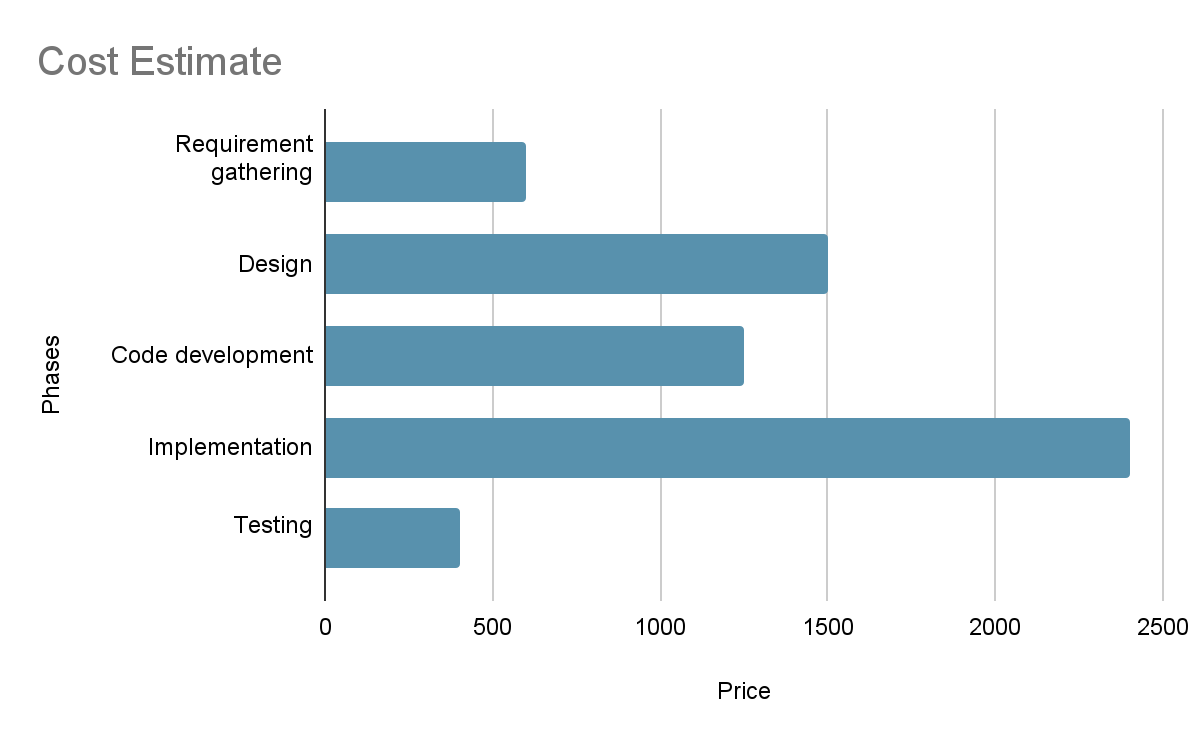 Cost Estimate
Requirement
gathering
Design
Code development
Implementation
Testing
Phases
0 500 1000 1500 2000 2500
Price